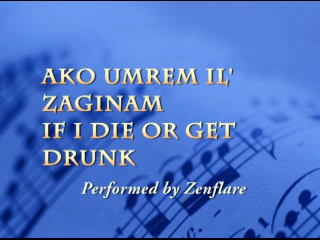 AKO UMREM IL'
ZAGINAM
IF I DIE OR GET
DRUNK
Performed by Zenflare